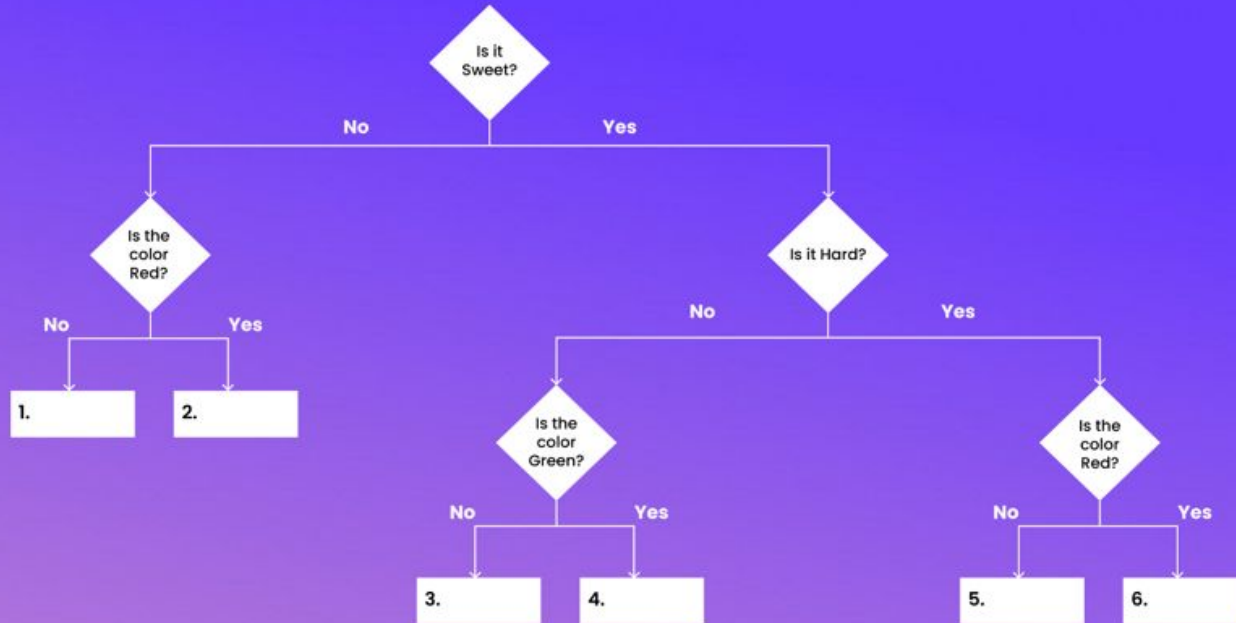 Is it
Sweet?
No
Yes
Is the
color
Red?
Is it Hard?
No
Yes
No
Yes
1.
2.
Is the
color
Green?
Is the
color
Red?
No
Yes
No
Yes
3.
4.
5.
6.